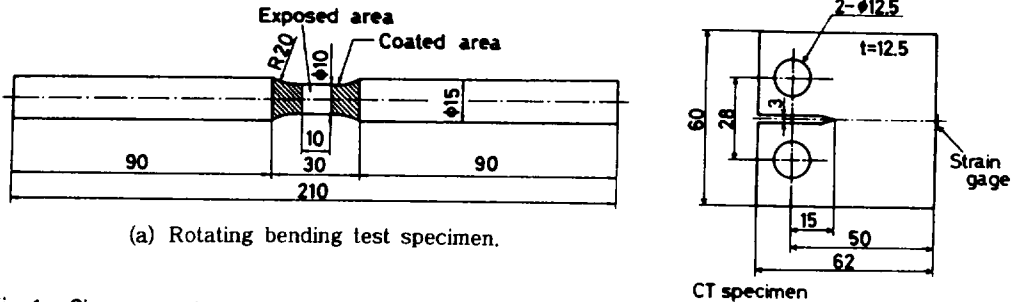 Exposed area
Coated area
R20
φ10
φ15
10
90
30
90
210
(a) Rotating bending test specimen.
2-φ12.5
t=12.5
3
60
28
Strain
gage
15
50
62
CT specimen